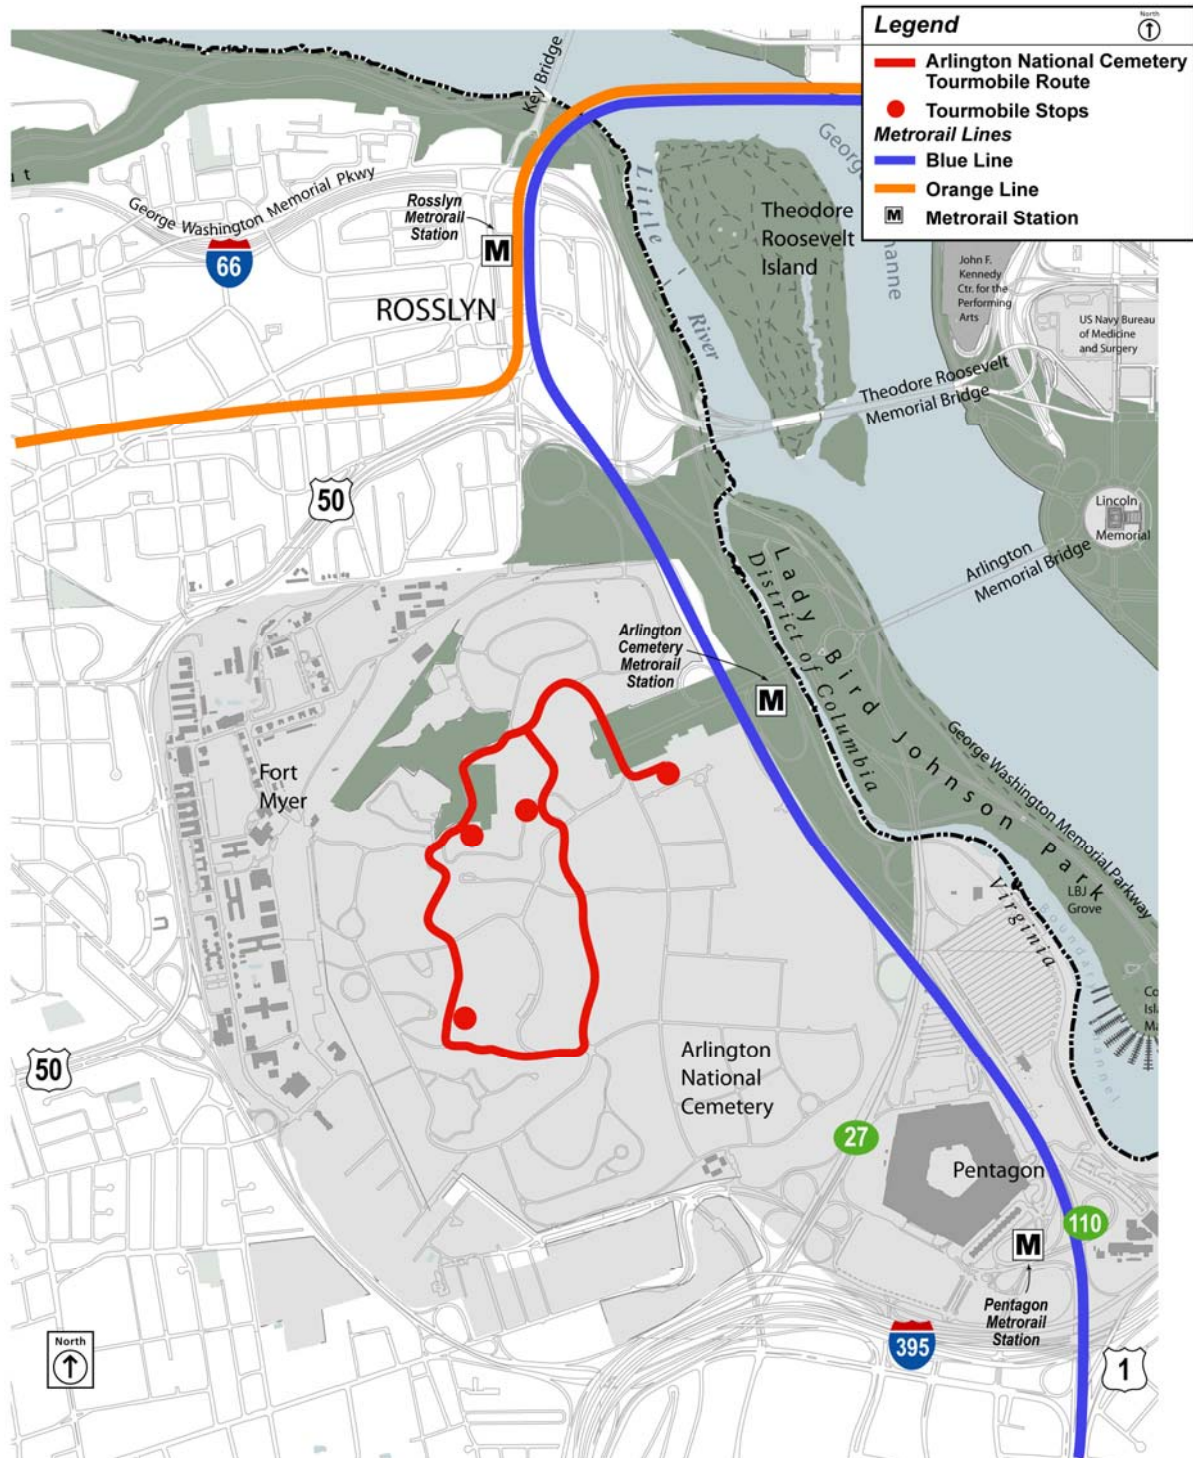 Legend
North
Arlington National Cemetery
Tourmobile Route
Tourmobile Stops
Metrorail Lines
Blue Line
Orange Line
M Metrorail Station
Key Bridge
George Washington Memorial Pkwy
66
Rosslyn
Metrorail
Station
M
ROSSLYN
Little
River
Theodore
Roosevelt
Island
John F.
Kennedy
Ctr. for the
Performing
Arts
US Navy Bureau
of Medicine
and Surgery
Theodore Roosevelt
Memorial Bridge
50
Lincoln
Memorial
Arlington
Memorial Bridge
Lady Bird Johnson Park
District of Columbia
Arlington
Cemetery
Metrorail
Station
M
George Washington Memorial Parkway
Fort
Myer
LBJ
Grove
Virginia
50
Arlington
National
Cemetery
27
Pentagon
110
M
Pentagon
Metrorail
Station
395
1
North